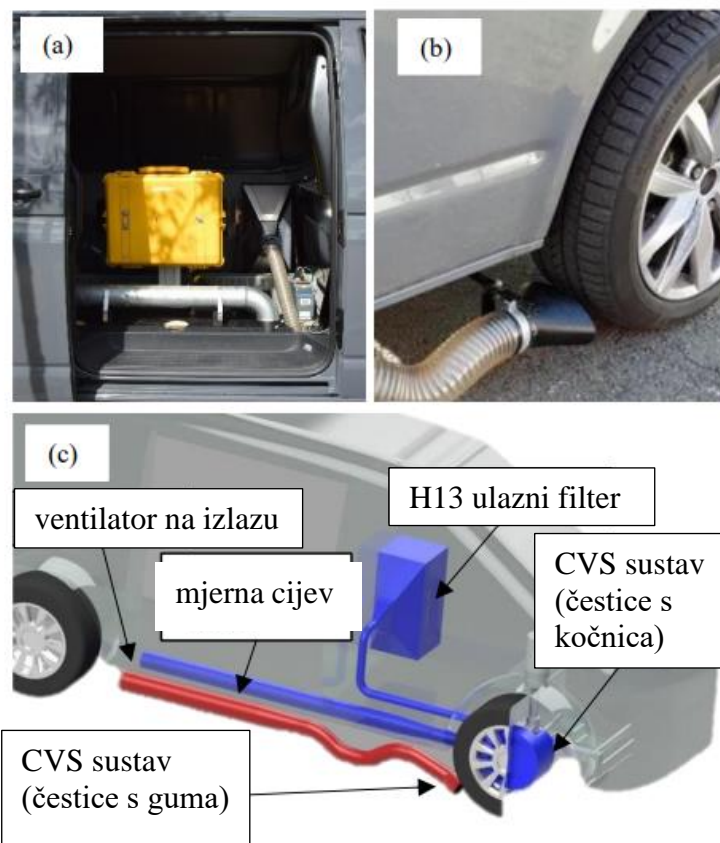 (a)
(b)
(c)
ventilator na izlazu
H13 ulazni filter
mjerna cijev
CVS sustav
(čestice s
kočnica)
CVS sustav
(čestice s guma)